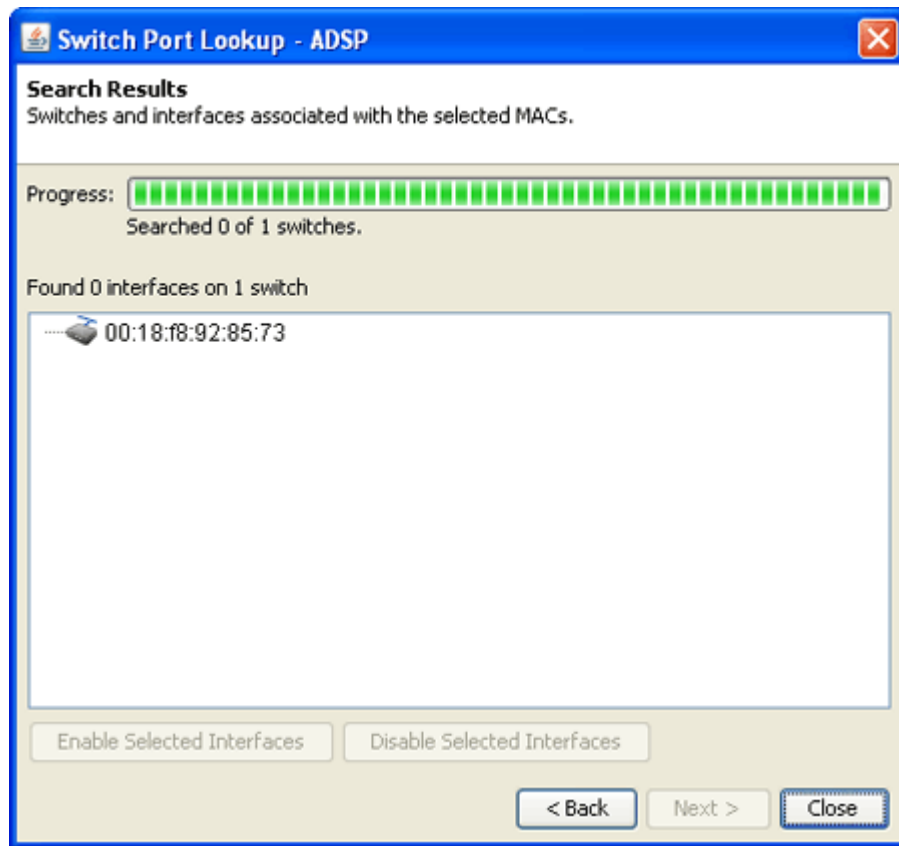 Switch Port Lookup - ADSP
Search Results
Switches and interfaces associated with the selected MACs.
Progress:
Searched 0 of 1 switches.
Found 0 interfaces on 1 switch
00:18:f8:92:85:73
Enable Selected Interfaces Disable Selected Interfaces
< Back Next > Close